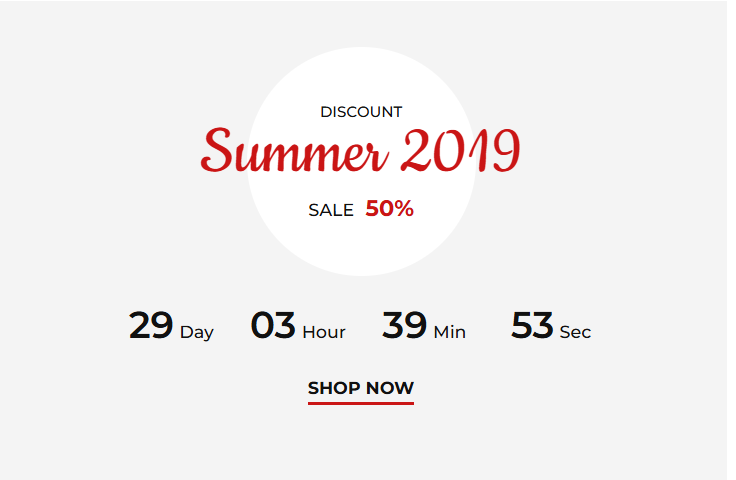 DISCOUNT
Summer 2019
SALE 50%
29 Day 03 Hour 39 Min 53 Sec
SHOP NOW